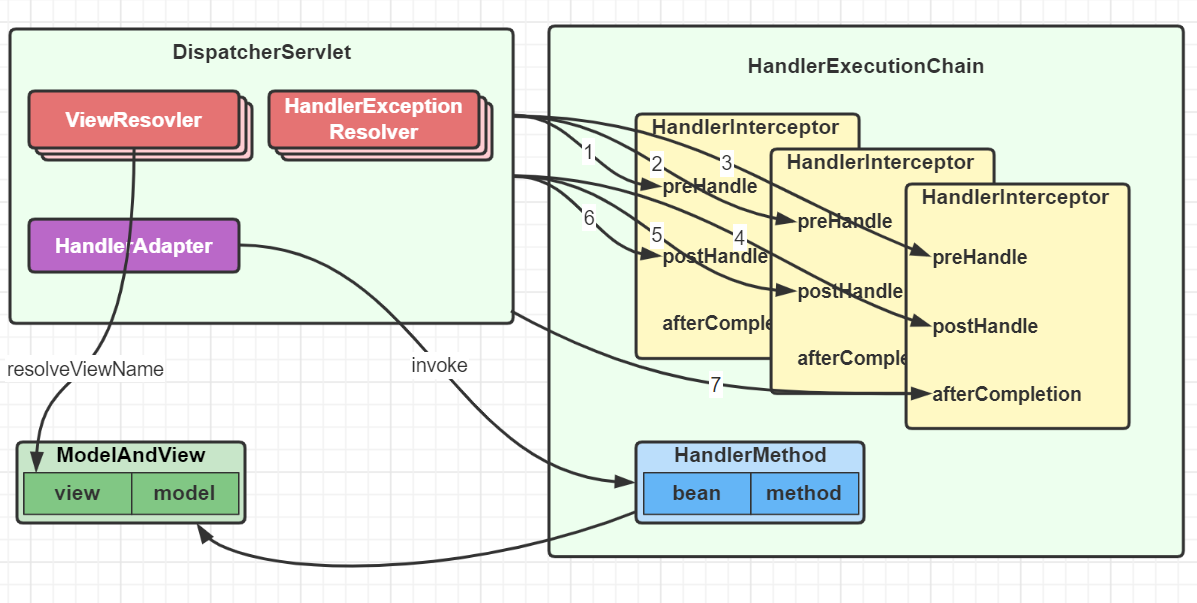 DispatcherServlet
ViewResovler
HandlerException
Resolver
HandlerAdapter
resolveViewName
invoke
ModelAndView
view
model
HandlerExecutionChain
HandlerInterceptor
preHandle
postHandle
afterComple
HandlerInterceptor
preHandle
postHandle
afterComple
HandlerInterceptor
preHandle
postHandle
afterCompletion
1
2
3
6
5
4
7
HandlerMethod
bean
method